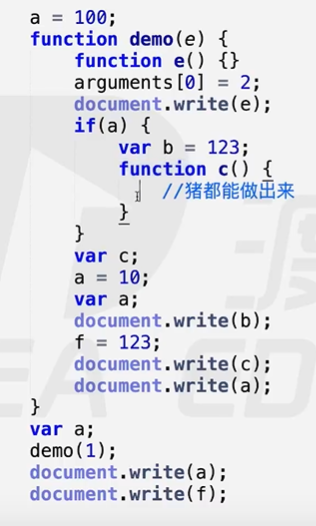 a = 100;
function demo(e) {
    function e() {}
    arguments[0] = 2;
    document.write(e);
    if(a) {
        var b = 123;
        function c() {
            //猪都能做出来
        }
    }
    var c;
    a = 10;
    var a;
    document.write(b);
    f = 123;
    document.write(c);
    document.write(a);
}
var a;
demo(1);
document.write(a);
document.write(f);